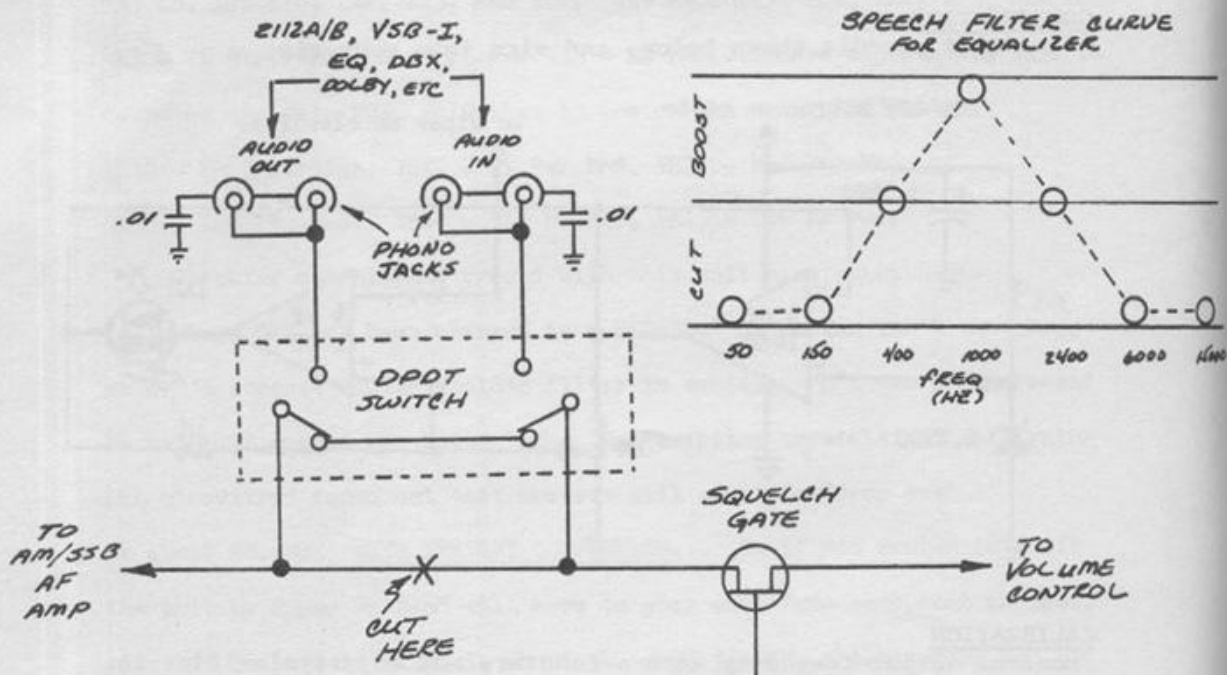 2112A/B, VSB-I,
EQ, DBX,
DOLBY, ETC
AUDIO
OUT
AUDIO
IN
.01
.01
PHONO
JACKS
DPDT
SWITCH
TO
AM/SSB
AF
AMP
CUT
HERE
SQUELCH
GATE
TO
VOLUME
CONTROL
SPEECH FILTER CURVE
FOR EQUALIZER
BOOST
CUT
50 150 400 1000 2400 6000
FREQ
(HZ)